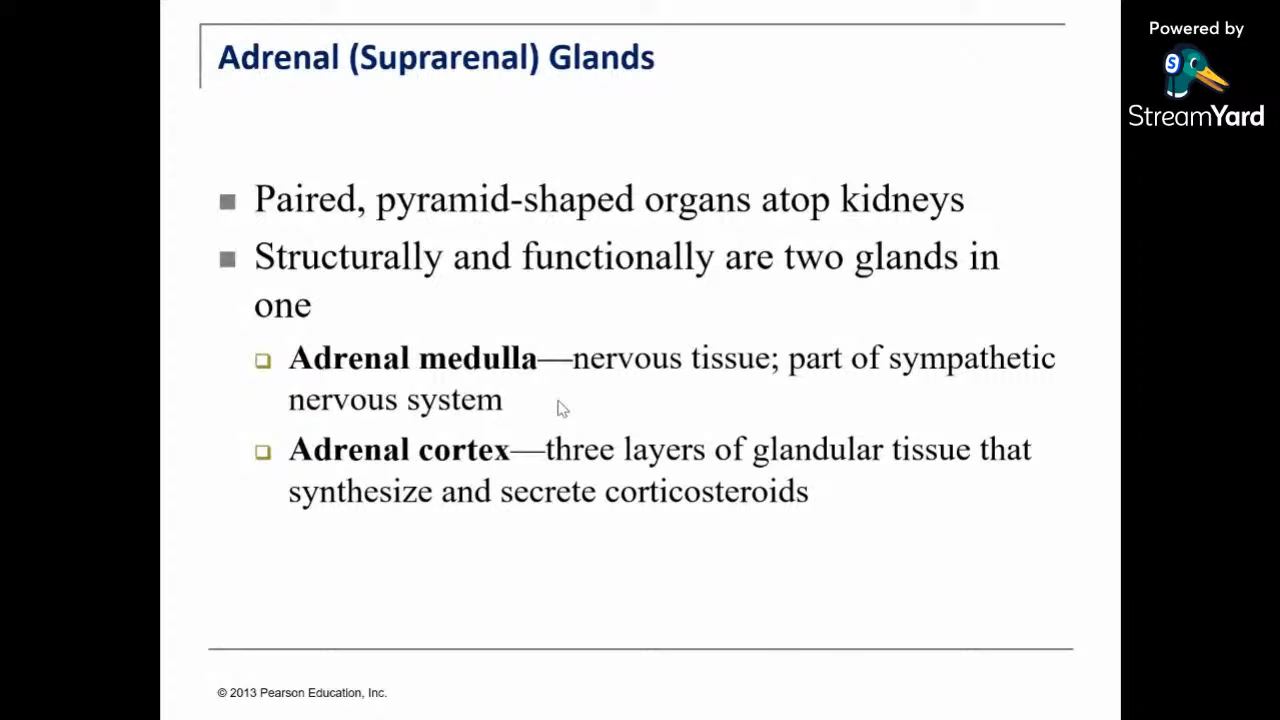 Powered by
S
StreamYard
Adrenal (Suprarenal) Glands
Paired, pyramid-shaped organs atop kidneys
Structurally and functionally are two glands in
one
Adrenal medulla—nervous tissue; part of sympathetic
nervous system
Adrenal cortex—three layers of glandular tissue that
synthesize and secrete corticosteroids
© 2013 Pearson Education, Inc.